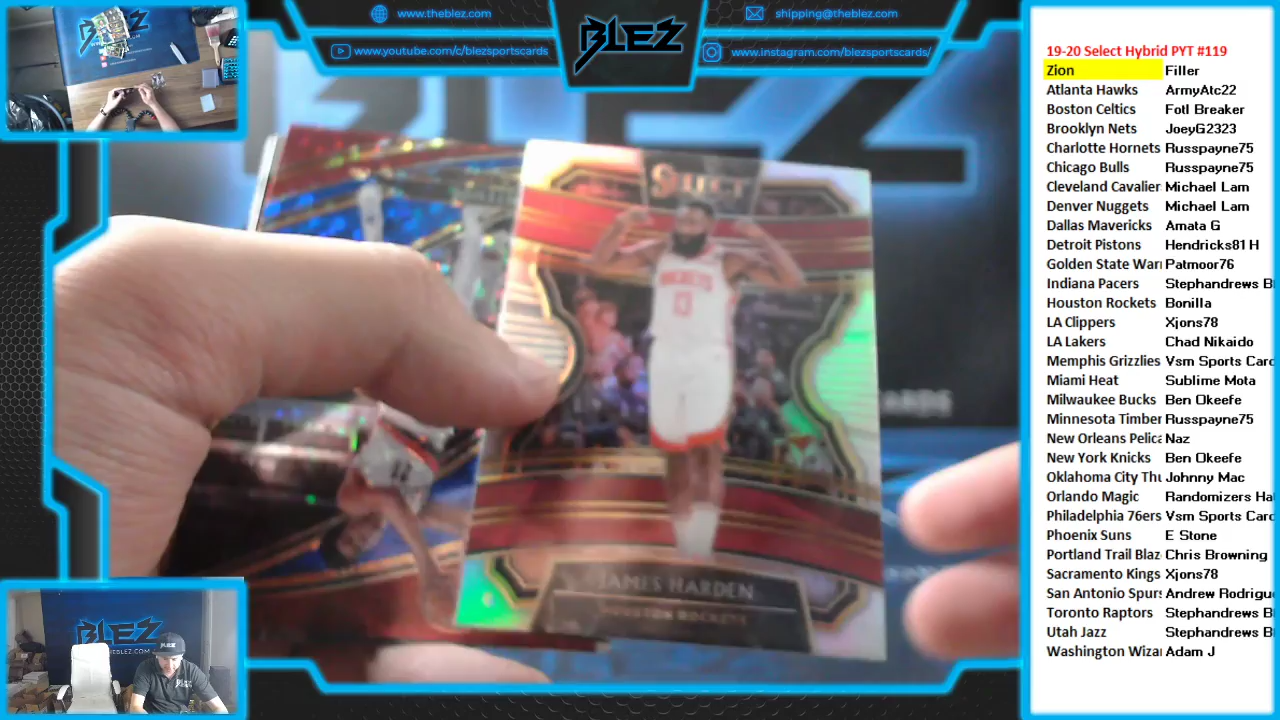 www.theblez.com
shipping@theblez.com
www.youtube.com/c/blezsportscards
www.instagram.com/blezsportscards/
BLEZ
19-20 Select Hybrid PYT #119
Zion Filler
Atlanta Hawks ArmyAtc22
Boston Celtics Fotl Breaker
Brooklyn Nets JoeyG2323
Charlotte Hornets Russpayne75
Chicago Bulls Russpayne75
Cleveland Cavalier Michael Lam
Denver Nuggets Michael Lam
Dallas Mavericks Amata G
Detroit Pistons Hendricks81 H
Golden State Warr Patmoor76
Indiana Pacers Stephandrews B
Houston Rockets Bonilla
LA Clippers Xjons78
LA Lakers Chad Nikaido
Memphis Grizzlies Vsm Sports Card
Miami Heat Sublime Mota
Milwaukee Bucks Ben Okeefe
Minnesota Timber Russpayne75
New Orleans Pelica Naz
New York Knicks Ben Okeefe
Oklahoma City Thu Johnny Mac
Orlando Magic Randomizers Ha
Philadelphia 76ers Vsm Sports Card
Phoenix Suns E Stone
Portland Trail Blaz Chris Browning
Sacramento Kings Xjons78
San Antonio Spurs Andrew Rodrigu
Toronto Raptors Stephandrews B
Utah Jazz Stephandrews B
Washington Wizar Adam J
SELECT
ROCKETS
13
JAMES HARDEN
HOUSTON ROCKETS
BLEZ
THEBLEZ.COM